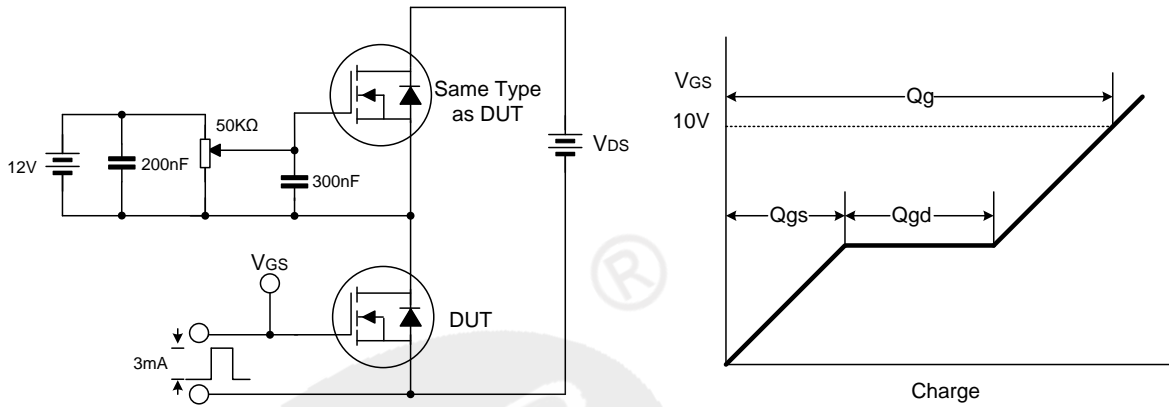 Same Type
as DUT
50KΩ
12V
200nF
300nF
VDS
VGS
DUT
3mA
VGS
10V
Qg
Qgs
Qgd
Charge
®